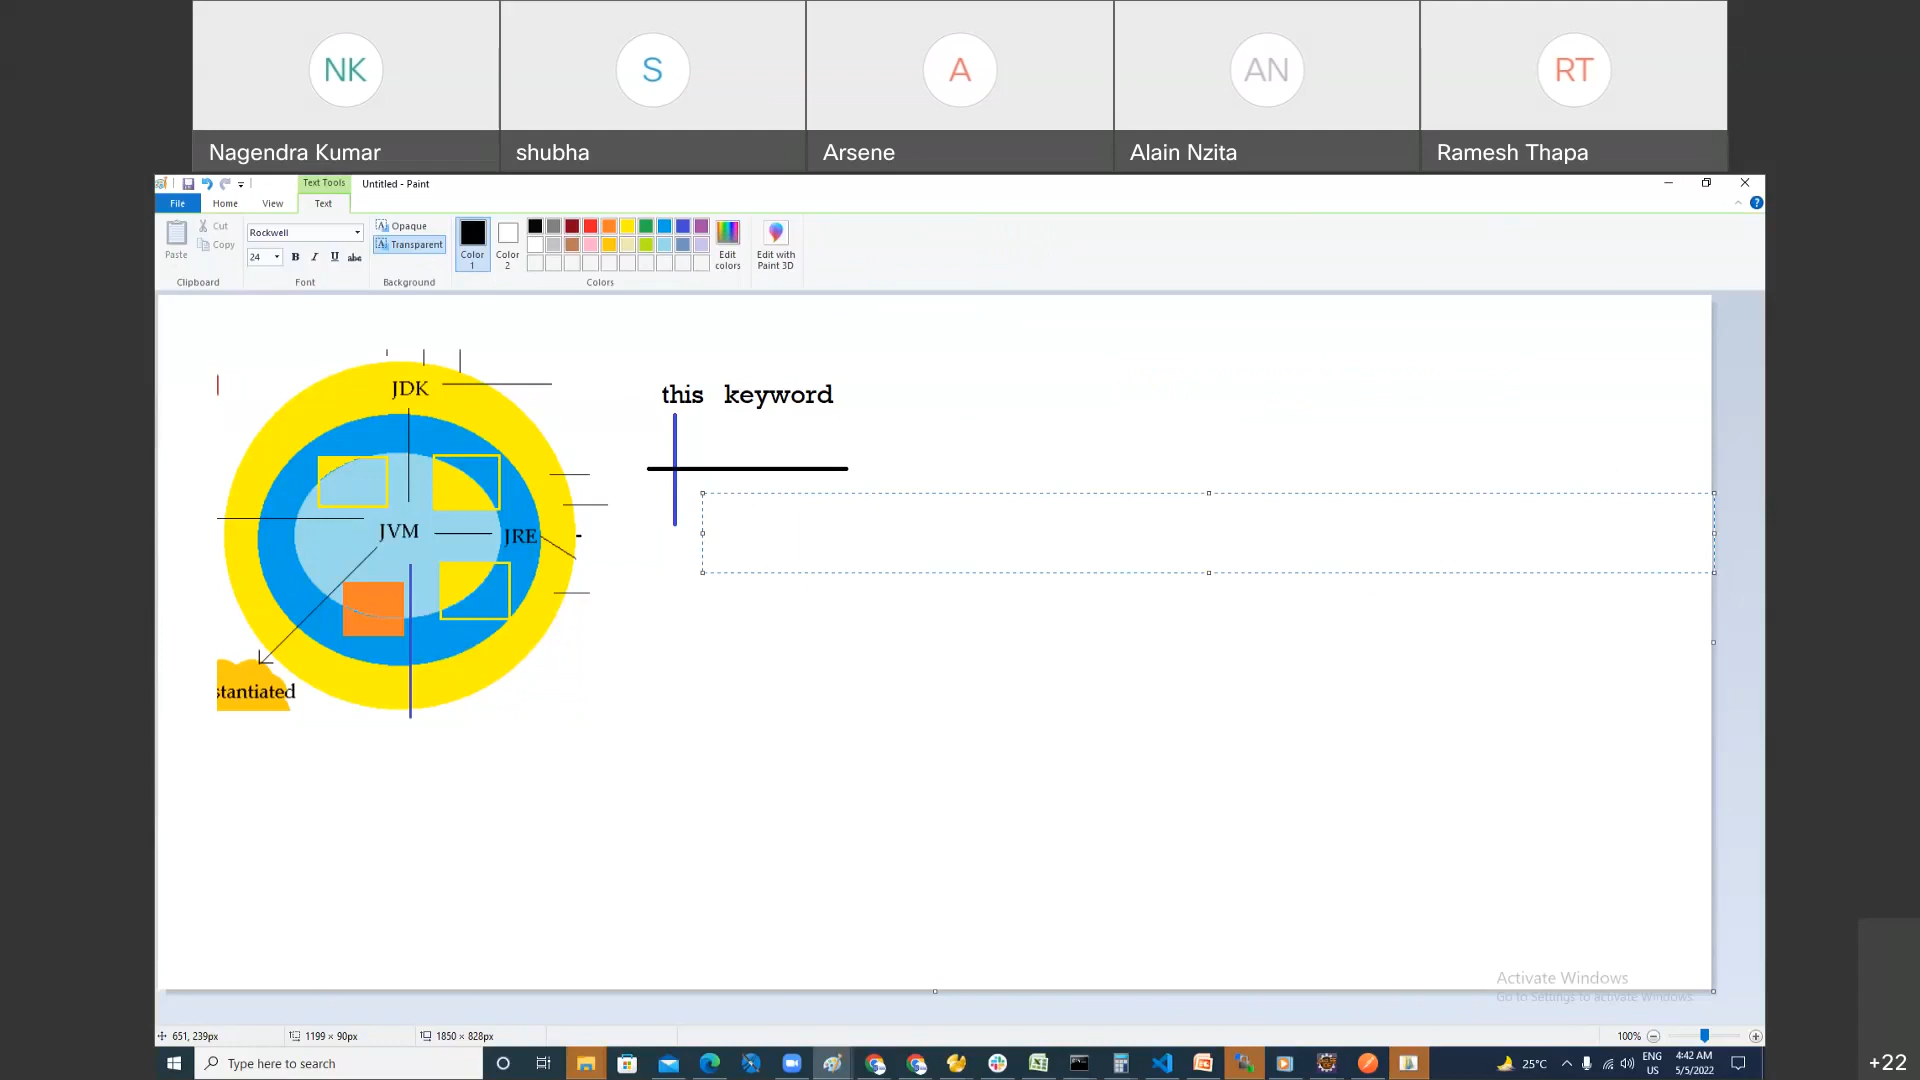 NK
S
A
AN
RT
Nagendra Kumar
shubha
Arsene
Alain Nzita
Ramesh Thapa
Text Tools
Untitled - Paint
File
Home
View
Text
Paste
Cut
Copy
Clipboard
Rockwell
24
B I U abc
Font
Opaque
Transparent
Background
Color 1
Color 2
Colors
Edit colors
Edit with Paint 3D
JDK
JVM
JRE
stantiated
this keyword
Activate Windows
Go to Settings to activate Windows.
651, 239px
1199 × 90px
1850 × 828px
100%
Type here to search
25°C
ENG
US
4:42 AM
5/5/2022
+22